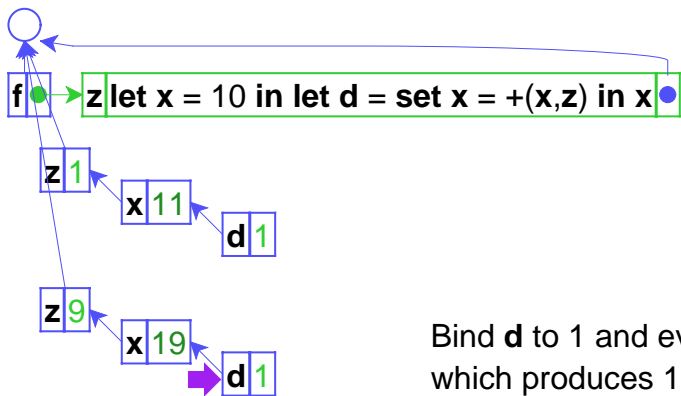 f z let x = 10 in let d = set x = +(x,z) in x
z 1
x 11
d 1
z 9
x 19
d 1
Bind d to 1 and
which produces 1